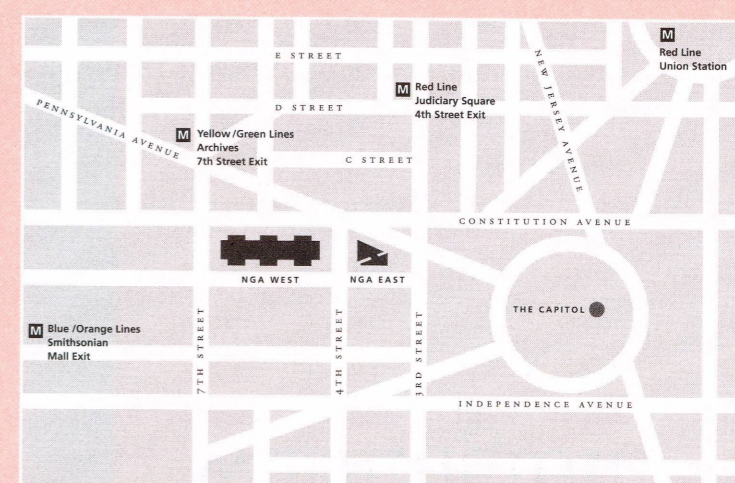 M
Red Line
Union Station
E STREET
NEW JERSEY AVENUE
M Red Line
Judiciary Square
4th Street Exit
D STREET
PENNSYLVANIA AVENUE
M Yellow/Green Lines
Archives
7th Street Exit
C STREET
CONSTITUTION AVENUE
NGA WEST
NGA EAST
THE CAPITOL
M Blue/Orange Lines
Smithsonian
Mall Exit
7TH STREET
4TH STREET
3RD STREET
INDEPENDENCE AVENUE